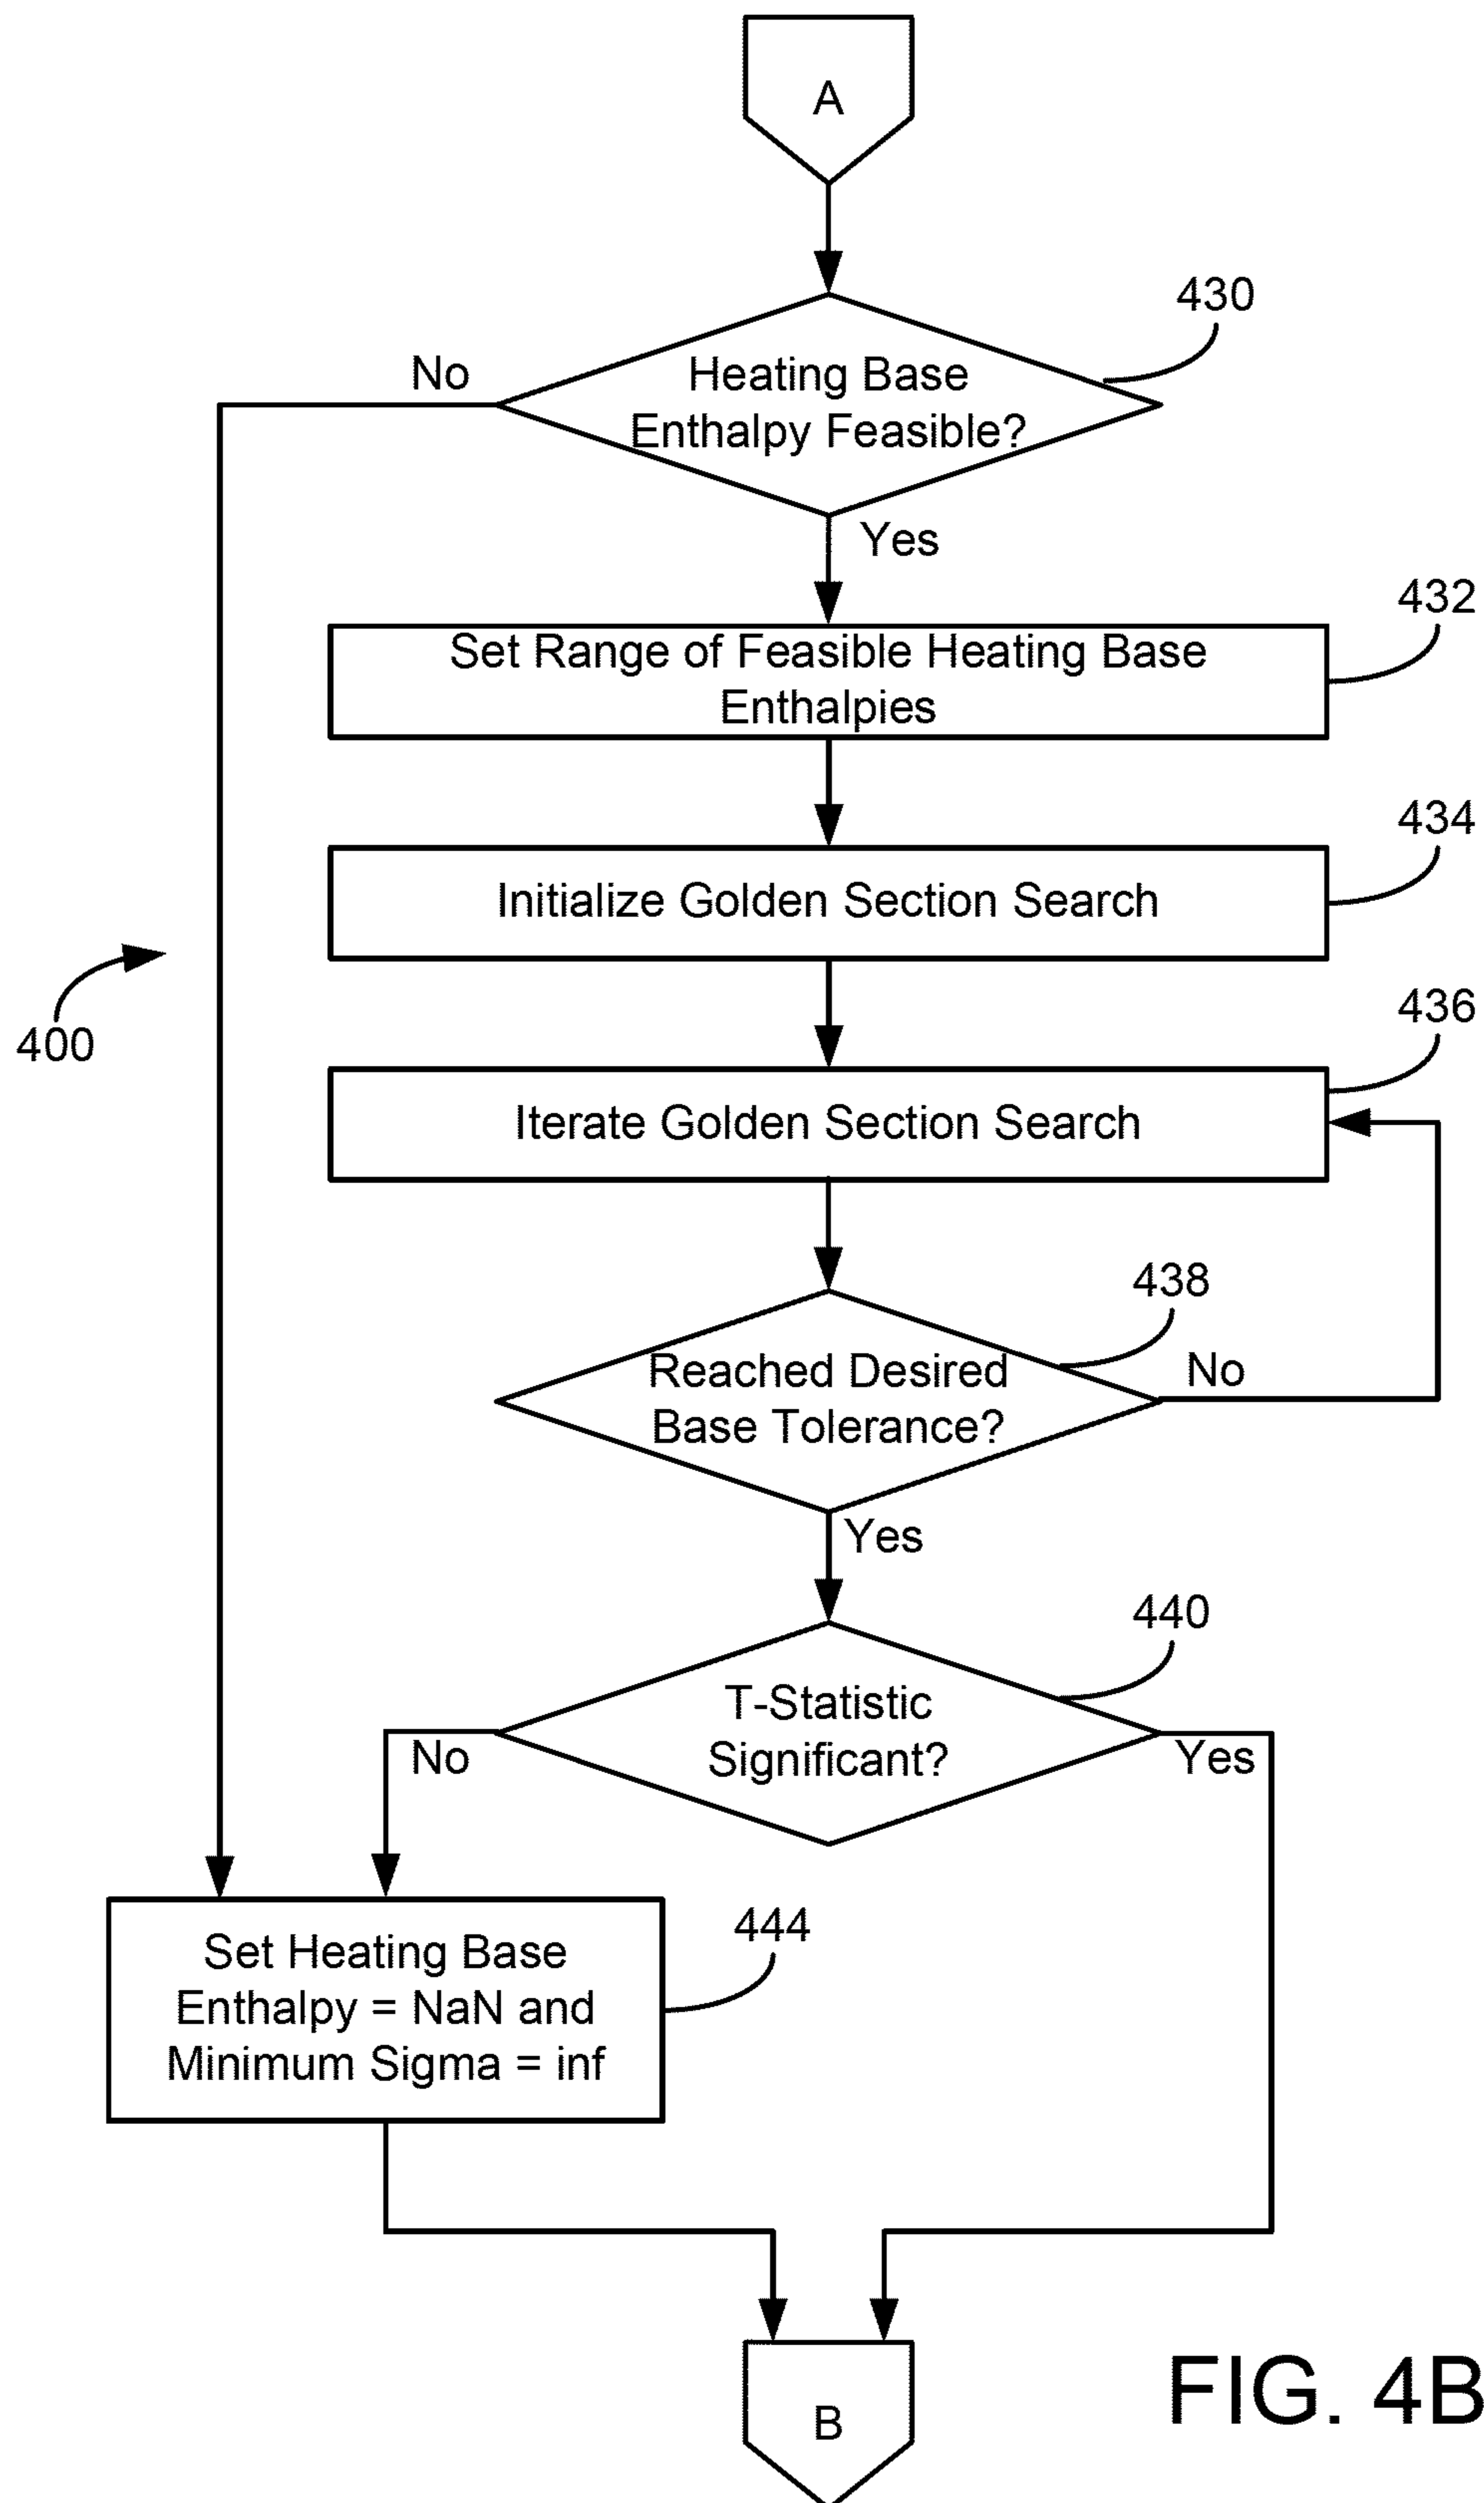 A
430
No
Heating Base
Enthalpy Feasible?
Yes
432
Set Range of Feasible Heating Base
Enthalpies
434
Initialize Golden Section Search
400
436
Iterate Golden Section Search
438
Reached Desired
Base Tolerance?
No
Yes
440
T-Statistic
Significant?
No
Yes
444
Set Heating Base
Enthalpy = NaN and
Minimum Sigma = inf
B
FIG. 4B